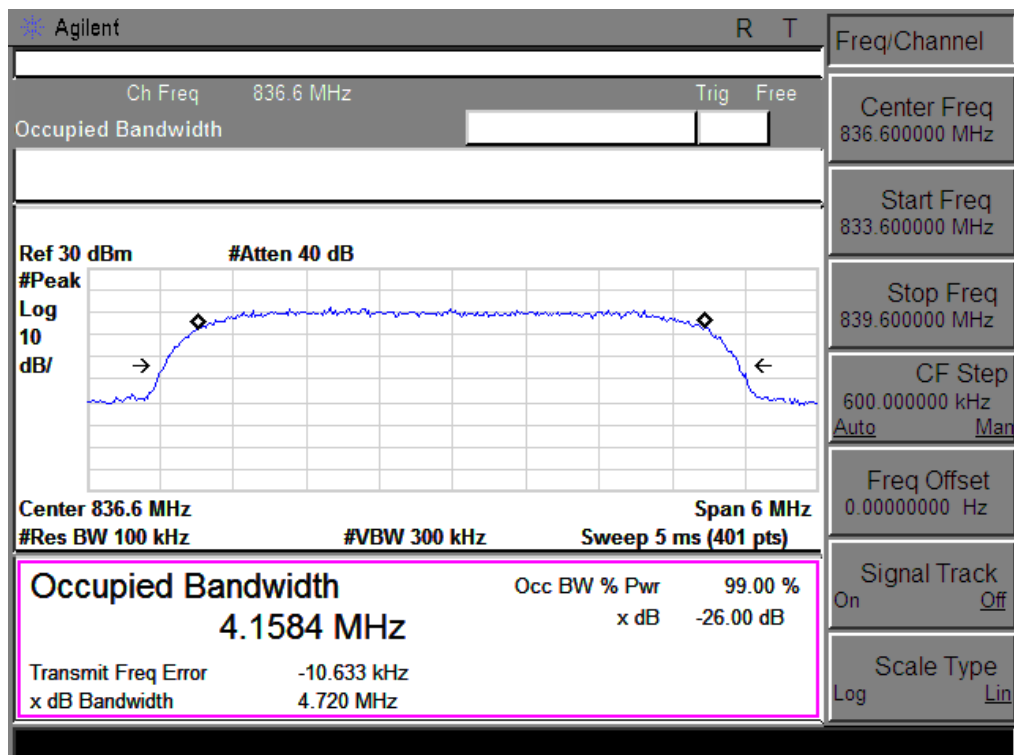 Agilent R T
Ch Freq 836.6 MHz Trig Free
Occupied Bandwidth
Ref 30 dBm #Atten 40 dB
#Peak
Log
10
dB/
Center 836.6 MHz Span 6 MHz
#Res BW 100 kHz #VBW 300 kHz Sweep 5 ms (401 pts)
Occupied Bandwidth Occ BW % Pwr 99.00 %
4.1584 MHz x dB -26.00 dB
Transmit Freq Error -10.633 kHz
x dB Bandwidth 4.720 MHz
Freq/Channel
Center Freq
836.600000 MHz
Start Freq
833.600000 MHz
Stop Freq
839.600000 MHz
CF Step
600.000000 kHz
Auto Man
Freq Offset
0.00000000 Hz
Signal Track
On Off
Scale Type
Log Lin